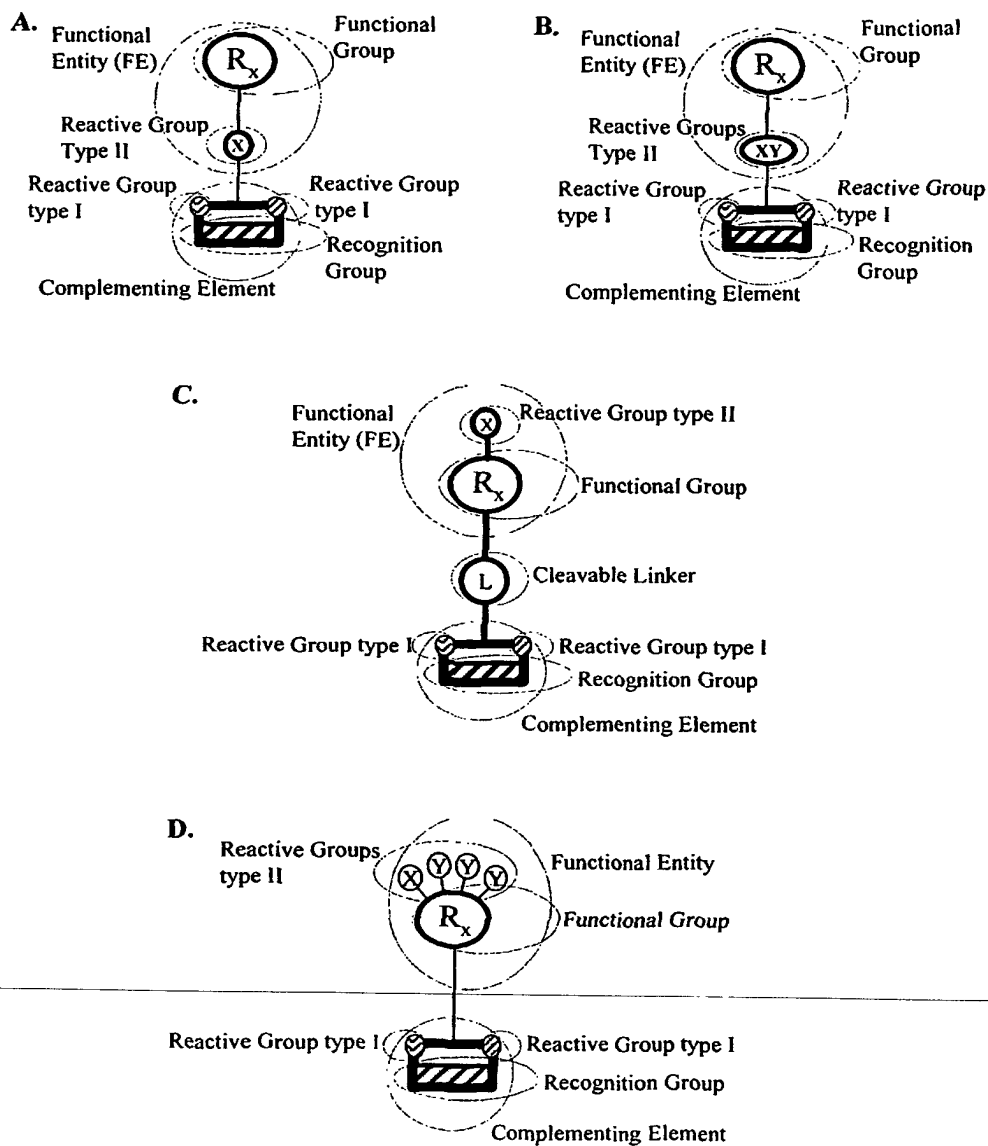 A.
Functional
Entity (FE)
Rx
Functional
Group
Reactive Group
Type II
X
Reactive Group
type I
Reactive Group
type I
Recognition
Group
Complementing Element
B.
Functional
Entity (FE)
Rx
Functional
Group
Reactive Groups
Type II
XY
Reactive Group
type I
Reactive Group
type I
Recognition
Group
Complementing Element
C.
Functional
Entity (FE)
X
Reactive Group type II
Rx
Functional Group
L
Cleavable Linker
Reactive Group type I
Reactive Group type I
Recognition Group
Complementing Element
D.
Reactive Groups
type II
X Y Y Y
Functional Entity
Rx
Functional Group
Reactive Group type I
Reactive Group type I
Recognition Group
Complementing Element